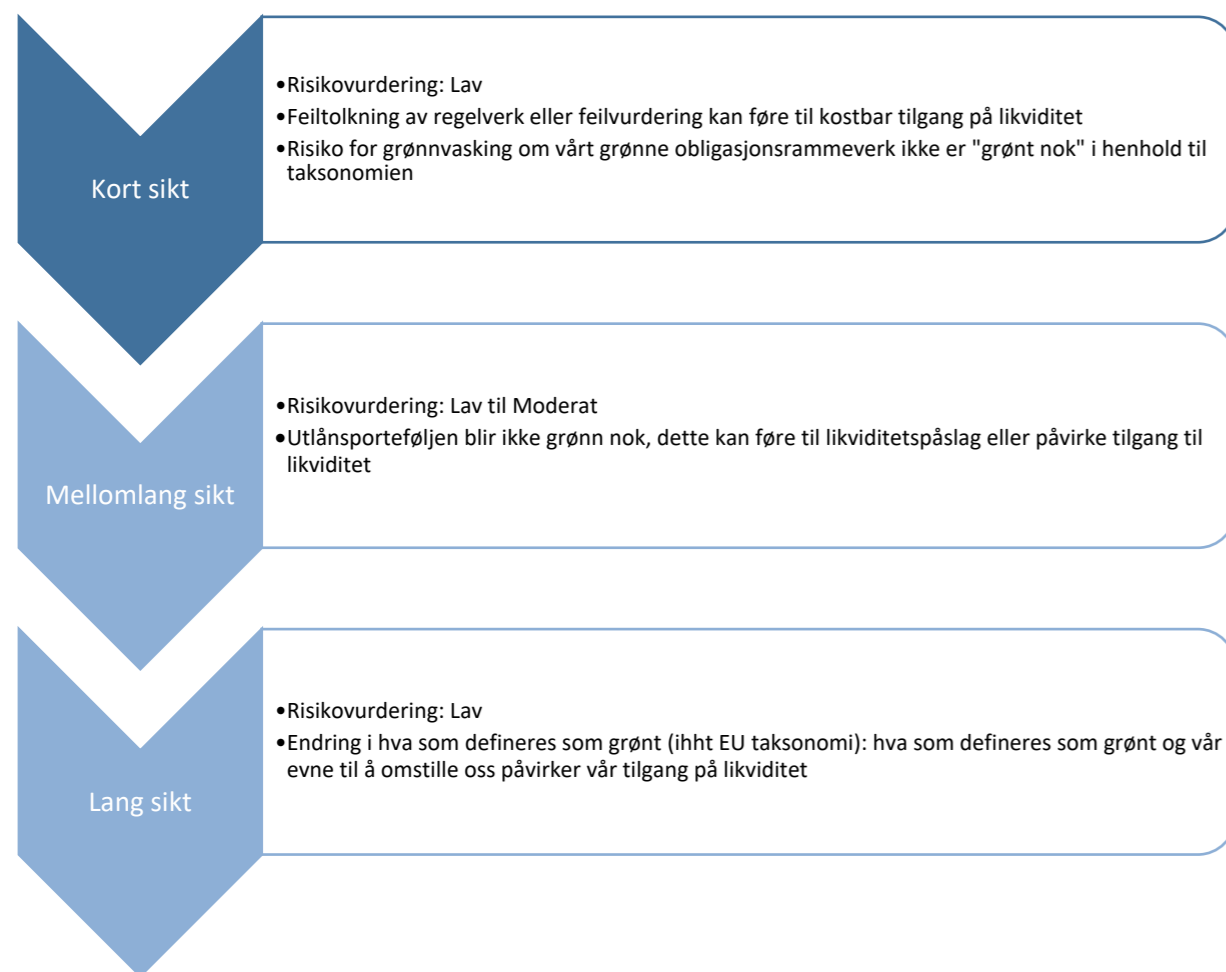 Kort sikt
•Risikovurdering: Lav
•Feiltolkning av regelverk eller feilvurdering kan føre til kostbar tilgang på likviditet
•Risiko for grønnvasking om vårt grønne obligasjonsrammeverk ikke er "grønt nok" i henhold til
taksonomien
Mellomlang sikt
•Risikovurdering: Lav til Moderat
•Utlånsporteføljen blir ikke grønn nok, dette kan føre til likviditetspåslag eller påvirke tilgang til
likviditet
Lang sikt
•Risikovurdering: Lav
•Endring i hva som defineres som grønt (ihht EU taksonomi): hva som defineres som grønt og vår
evne til å omstille oss påvirker vår tilgang på likviditet